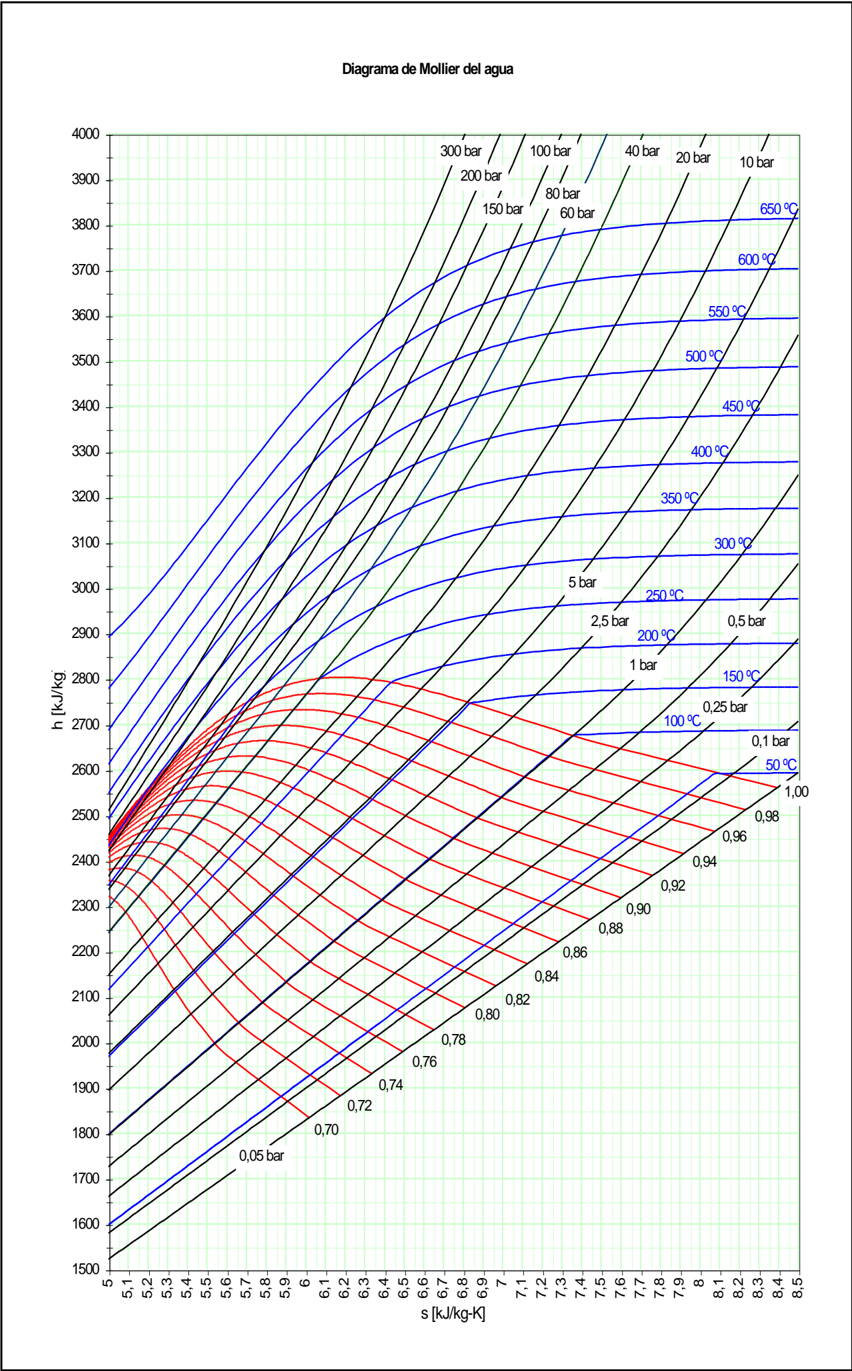 Diagrama de Mollier del agua
4000
3900
3800
3700
3600
3500
3400
3300
3200
3100
3000
2900
2800
2700
2600
2500
2400
2300
2200
2100
2000
1900
1800
1700
1600
1500
h [kJ/kg]
300 bar
200 bar
150 bar
100 bar
80 bar
60 bar
40 bar
20 bar
10 bar
650 ºC
600 ºC
550 ºC
500 ºC
450 ºC
400 ºC
350 ºC
300 ºC
5 bar
250 ºC
2,5 bar
0,5 bar
200 ºC
1 bar
150 ºC
0,25 bar
100 ºC
0,1 bar
50 ºC
1,00
0,98
0,96
0,94
0,92
0,90
0,88
0,86
0,84
0,82
0,80
0,78
0,76
0,74
0,72
0,70
0,05 bar
5
5,1
5,2
5,3
5,4
5,5
5,6
5,7
5,8
5,9
6
6,1
6,2
6,3
6,4
6,5
6,6
6,7
6,8
6,9
7
7,1
7,2
7,3
7,4
7,5
7,6
7,7
7,8
7,9
8
8,1
8,2
8,3
8,4
8,5
s [kJ/kg-K]